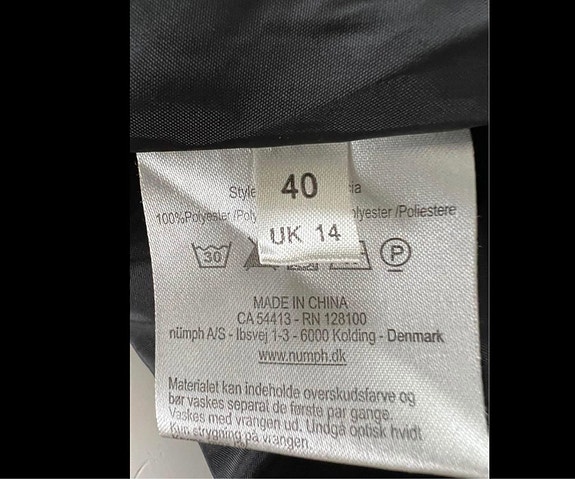 40
UK 14
Style
100%Polyester /Poly
lyester /Poliestere
30
P
MADE IN CHINA
CA 54413 - RN 128100
nümph A/S - Ibsvej 1-3 - 6000 Kolding - Denmark
www.numph.dk
Materialet kan indeholde overskudsfarve og
bør vaskes separat de første par gange.
Vaskes med vrangen ud. Undgå optisk hvidt
Kun strygning på vrangen.